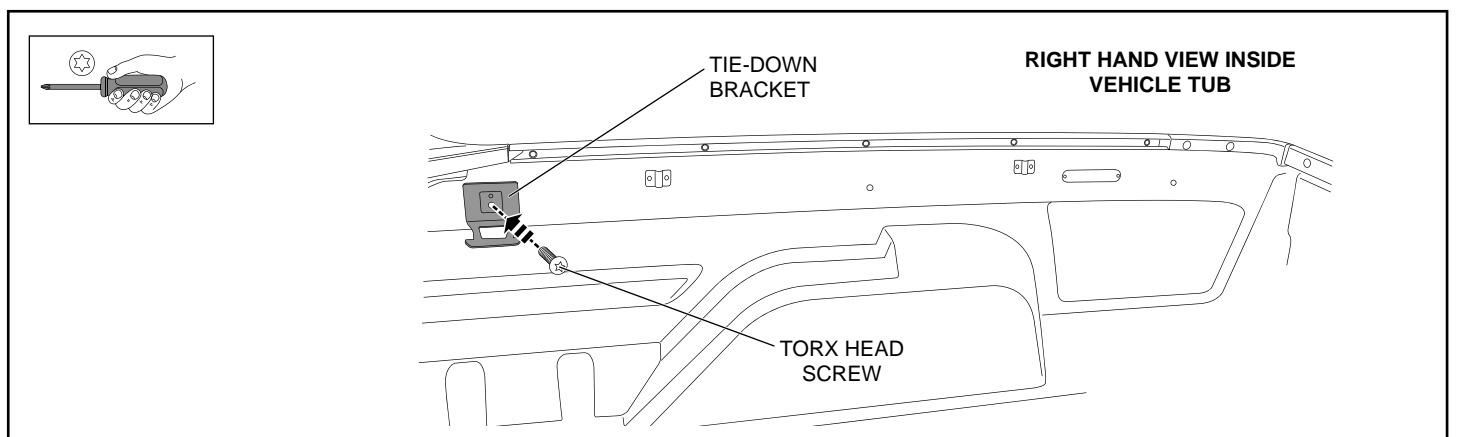 TIE-DOWN
BRACKET
RIGHT HAND VIEW INSIDE
VEHICLE TUB
TORX HEAD
SCREW